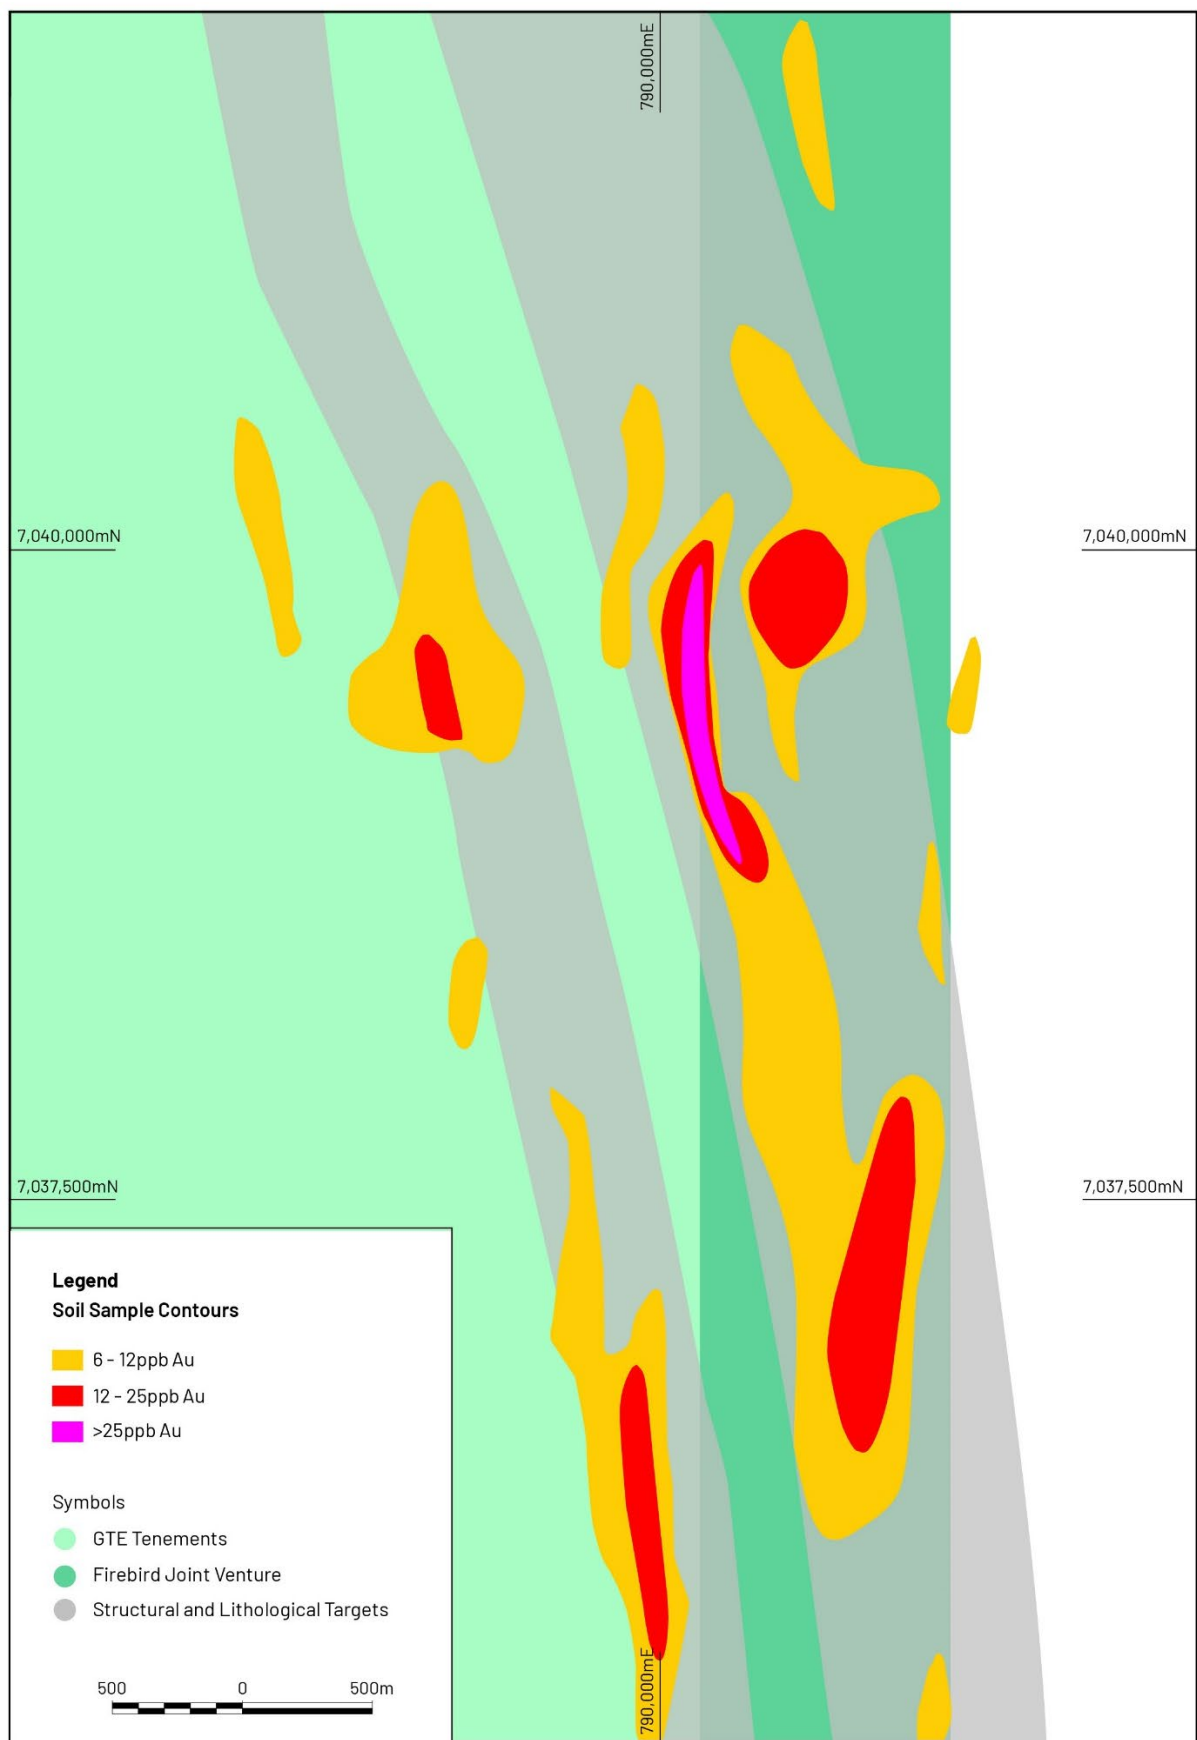 790,000mE
7,040,000mN
7,040,000mN
7,037,500mN
7,037,500mN
Legend
Soil Sample Contours
6 - 12ppb Au
12 - 25ppb Au
>25ppb Au
Symbols
GTE Tenements
Firebird Joint Venture
Structural and Lithological Targets
500 0 500m
790,000mE